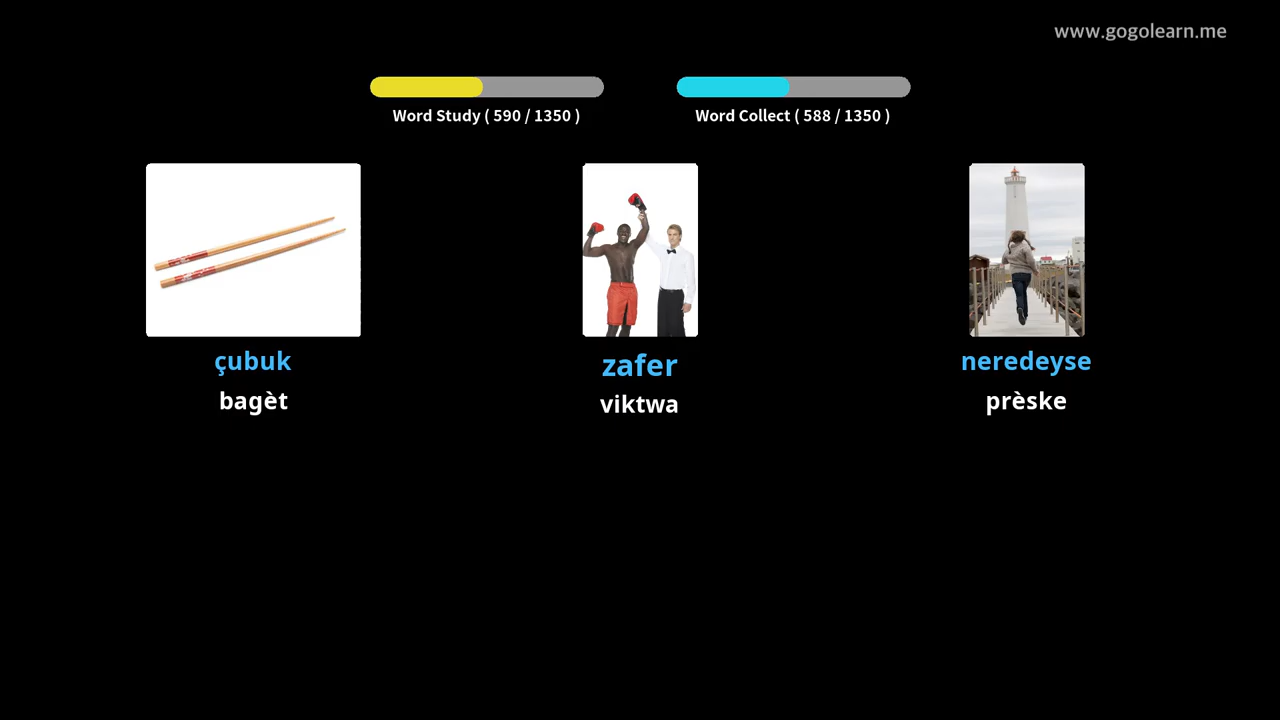 www.gogolearn.me
Word Study ( 590 / 1350 )
Word Collect ( 588 / 1350 )
çubuk
zafer
neredeyse
bagèt
viktwa
prèske